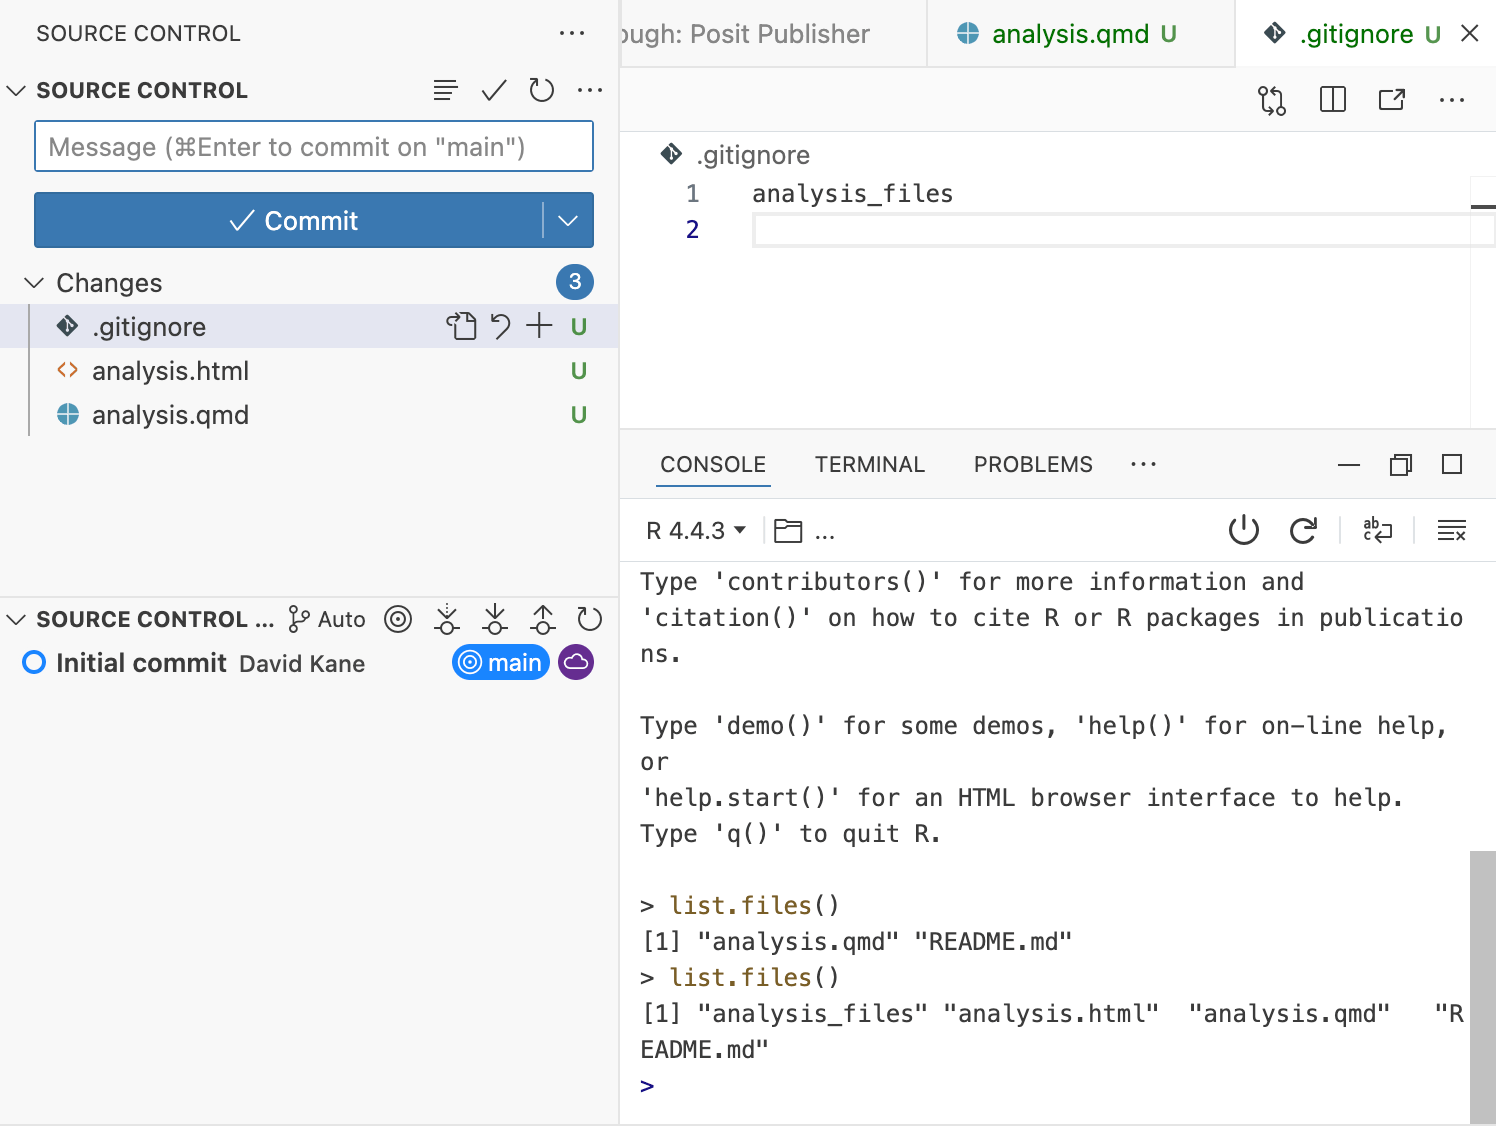 SOURCE CONTROL
SOURCE CONTROL
Message (⌘Enter to commit on "main")
Commit
Changes
3
.gitignore
U
analysis.html
U
analysis.qmd
U
SOURCE CONTROL ...
Auto
Initial commit David Kane
main
ough: Posit Publisher
analysis.qmd U
.gitignore U
.gitignore
1 analysis_files
2
CONSOLE
TERMINAL
PROBLEMS
R 4.4.3
...
Type 'contributors()' for more information and
'citation()' on how to cite R or R packages in publicatio
ns.
Type 'demo()' for some demos, 'help()' for on-line help,
or
'help.start()' for an HTML browser interface to help.
Type 'q()' to quit R.
> list.files()
[1] "analysis.qmd" "README.md"
> list.files()
[1] "analysis_files" "analysis.html"  "analysis.qmd"   "R
EADME.md"
>